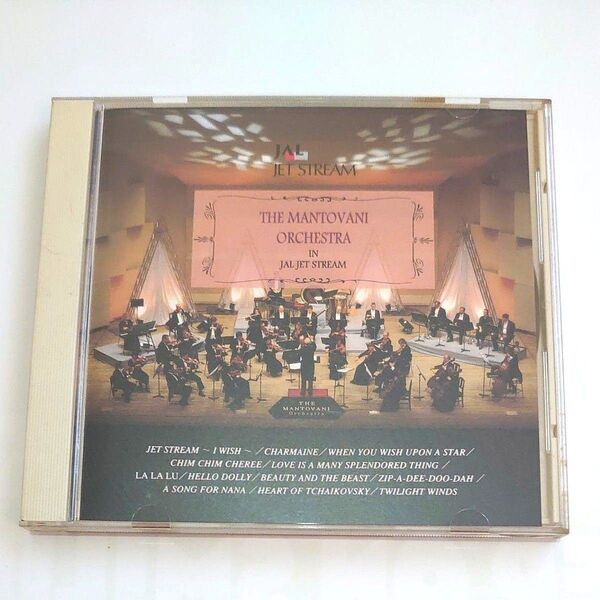 JAL
JET STREAM
THE MANTOVANI
ORCHESTRA
IN
JAL JET STREAM
THE
MANTOVANI
Orchestra
JET STREAM ~ I WISH ~ / CHARMAINE / WHEN YOU WISH UPON A STAR /
CHIM CHIM CHEREE / LOVE IS A MANY SPLENDORED THING /
LA LA LU / HELLO DOLLY / BEAUTY AND THE BEAST / ZIP-A-DEE-DOO-DAH /
A SONG FOR NANA / HEART OF TCHAIKOVSKY / TWILIGHT WINDS